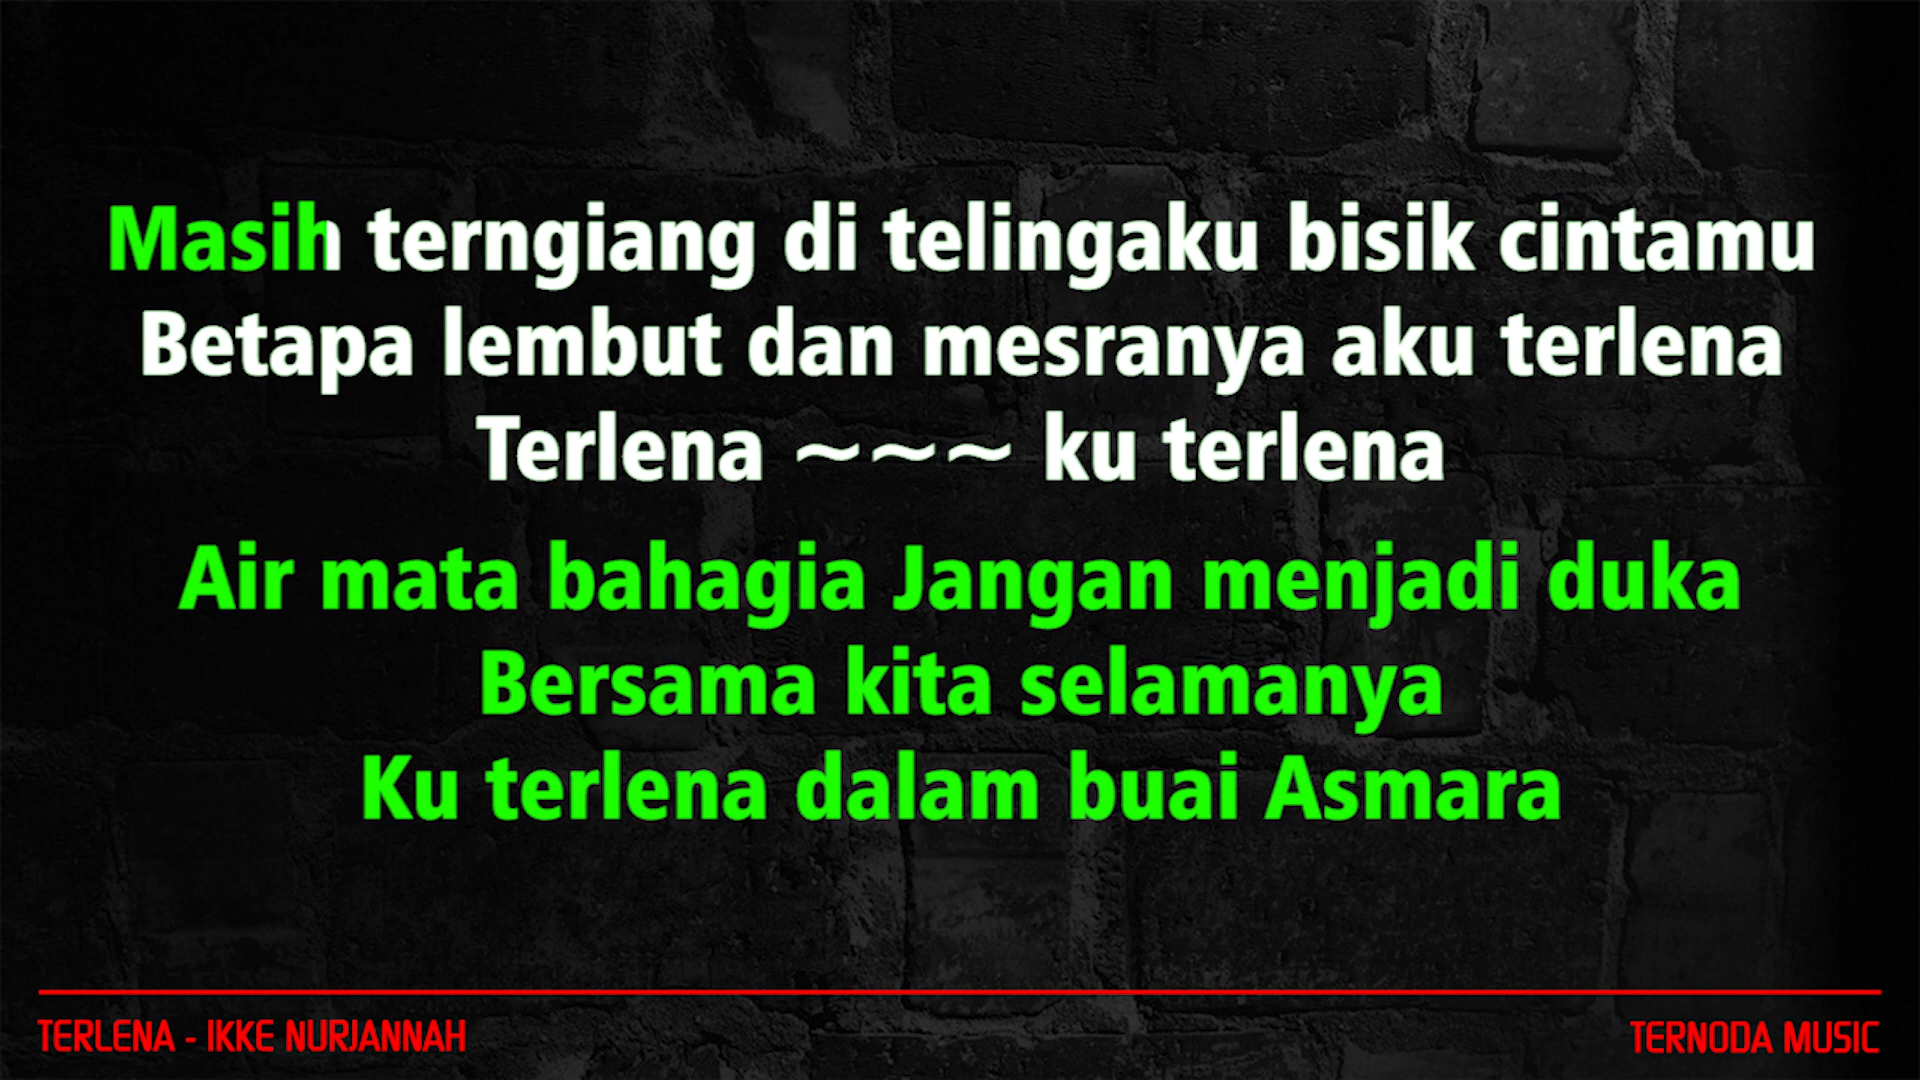 Masih terngiang di telingaku bisik cintamu
Betapa lembut dan mesranya aku terlena
Terlena ~~~ ku terlena
Air mata bahagia Jangan menjadi duka
Bersama kita selamanya
Ku terlena dalam buai Asmara
TERLENA - IKKE NURJANNAH
TERNODA MUSIC